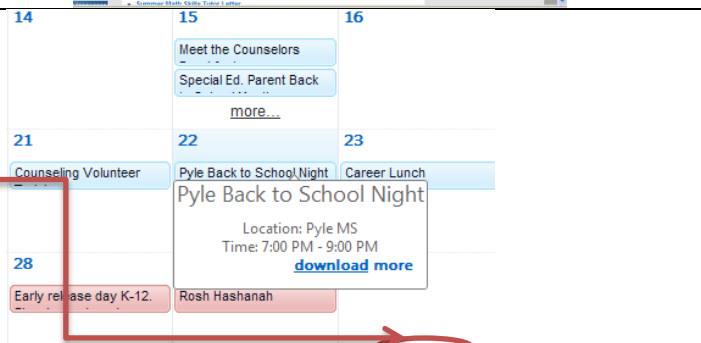 Summer Math Skills Tutor Letter
14 15 16
Meet the Counselors
Special Ed. Parent Back
more...
21 22 23
Counseling Volunteer Pyle Back to School Night Career Lunch
Pyle Back to School Night
Location: Pyle MS
Time: 7:00 PM - 9:00 PM
download more
28
Early release day K-12. Rosh Hashanah